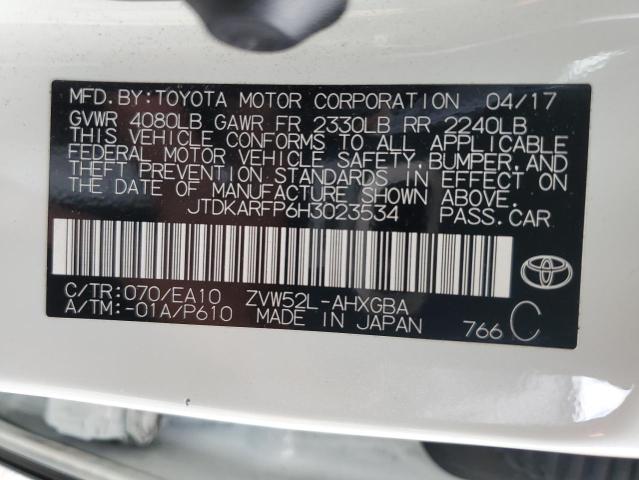 MFD.BY:TOYOTA MOTOR CORPORATION 04/17
GVWR 4080LB GAWR FR 2330LB RR 2240LB
THIS VEHICLE CONFORMS TO ALL APPLICABLE
FEDERAL MOTOR VEHICLE SAFETY,BUMPER,AND
THEFT PREVENTION STANDARDS IN EFFECT ON
THE DATE OF MANUFACTURE SHOWN ABOVE.
JTDKARFP6H3023534 PASS.CAR
C/TR:070/EA10 ZVW52L-AHXGBA
A/TM:-01A/P610 MADE IN JAPAN 766 C